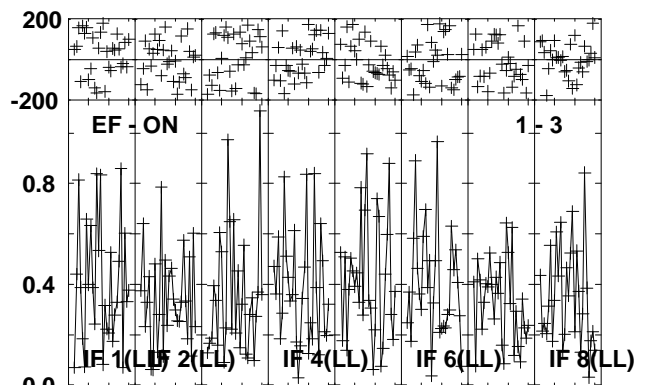 200
-200
EF - ON 1 - 3
0.8
0.4
0.0
IF 1(LL) IF 2(LL) IF 4(LL) IF 6(LL) IF 8(LL)